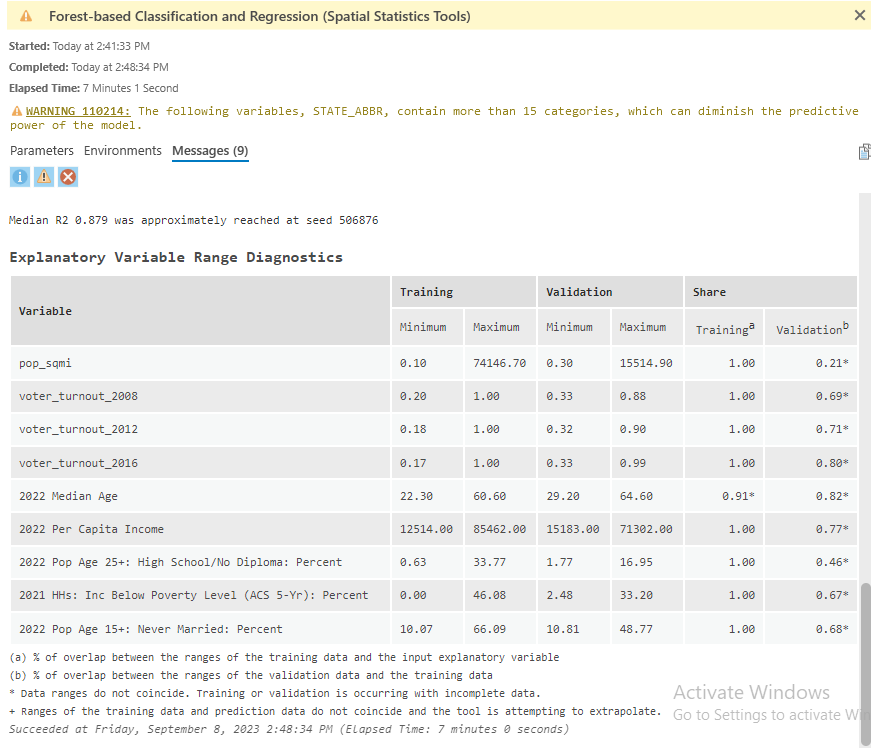 Forest-based Classification and Regression (Spatial Statistics Tools)
Started: Today at 2:41:33 PM
Completed: Today at 2:48:34 PM
Elapsed Time: 7 Minutes 1 Second
WARNING 110214: The following variables, STATE_ABBR, contain more than 15 categories, which can diminish the predictive
power of the model.
Parameters Environments Messages (9)
Median R2 0.879 was approximately reached at seed 506876
Explanatory Variable Range Diagnostics
Variable Training Validation Share
Minimum Maximum Minimum Maximum Training^a Validation^b
pop_sqmi 0.10 74146.70 0.30 15514.90 1.00 0.21*
voter_turnout_2008 0.20 1.00 0.33 0.88 1.00 0.69*
voter_turnout_2012 0.18 1.00 0.32 0.90 1.00 0.71*
voter_turnout_2016 0.17 1.00 0.33 0.99 1.00 0.80*
2022 Median Age 22.30 60.60 29.20 64.60 0.91* 0.82*
2022 Per Capita Income 12514.00 85462.00 15183.00 71302.00 1.00 0.77*
2022 Pop Age 25+: High School/No Diploma: Percent 0.63 33.77 1.77 16.95 1.00 0.46*
2021 HHs: Inc Below Poverty Level (ACS 5-Yr): Percent 0.00 46.08 2.48 33.20 1.00 0.67*
2022 Pop Age 15+: Never Married: Percent 10.07 66.09 10.81 48.77 1.00 0.68*
(a) % of overlap between the ranges of the training data and the input explanatory variable
(b) % of overlap between the ranges of the validation data and the training data
* Data ranges do not coincide. Training or validation is occurring with incomplete data.
+ Ranges of the training data and prediction data do not coincide and the tool is attempting to extrapolate.
Succeeded at Friday, September 8, 2023 2:48:34 PM (Elapsed Time: 7 minutes 0 seconds)
Activate Windows
Go to Settings to activate Win